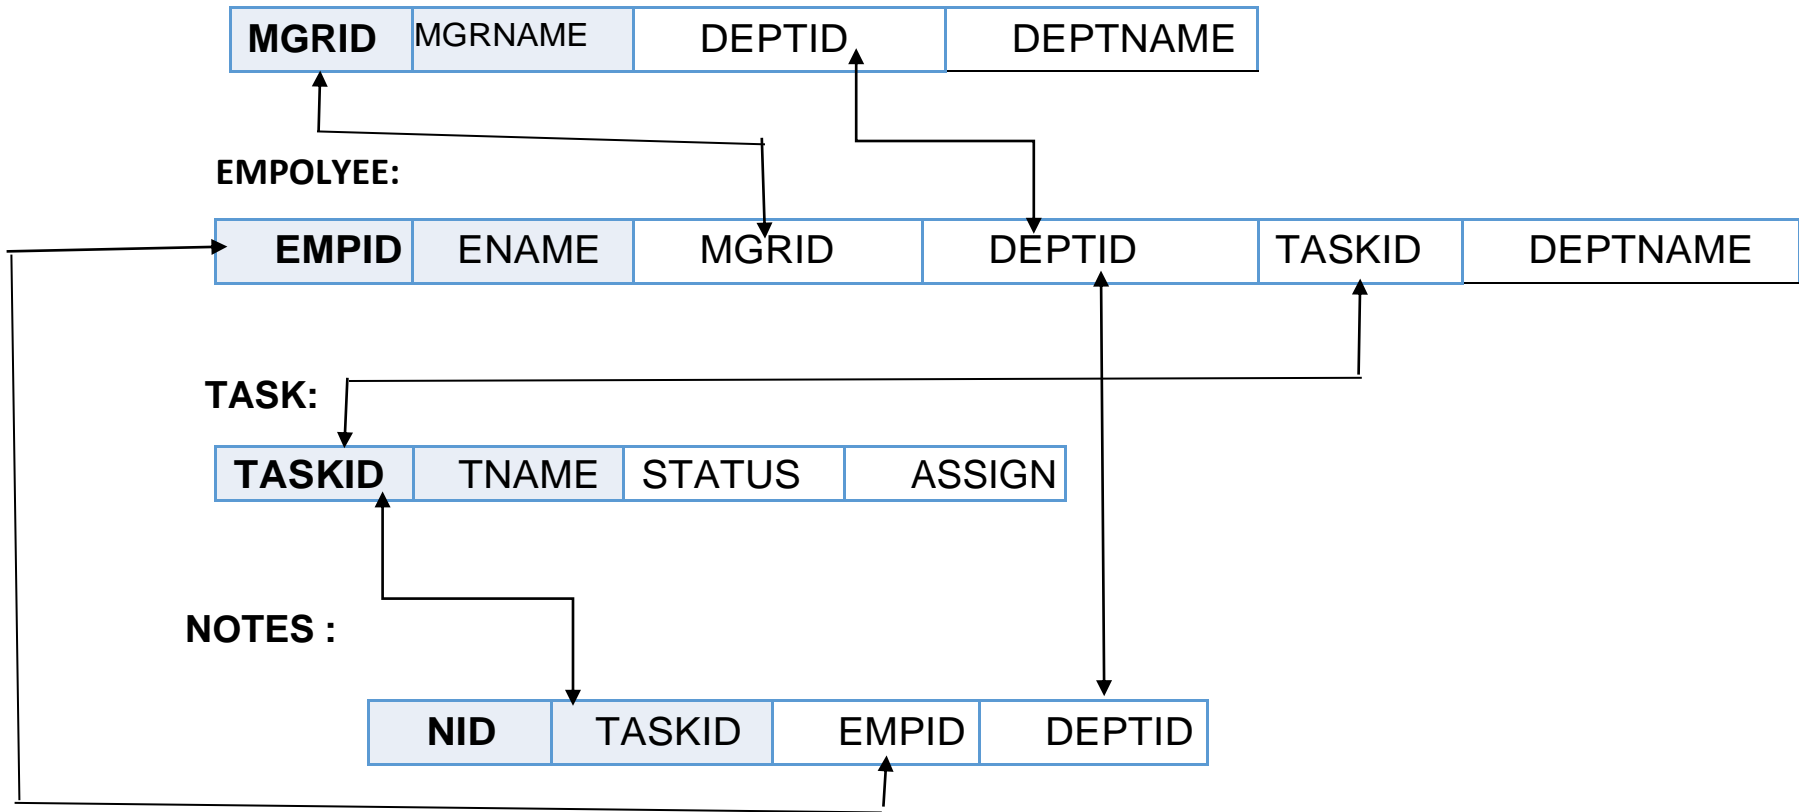 MGRID MGRNAME DEPTID DEPTNAME
EMPOLYEE:
EMPID ENAME MGRID DEPTID TASKID DEPTNAME
TASK:
TASKID TNAME STATUS ASSIGN
NOTES :
NID TASKID EMPID DEPTID